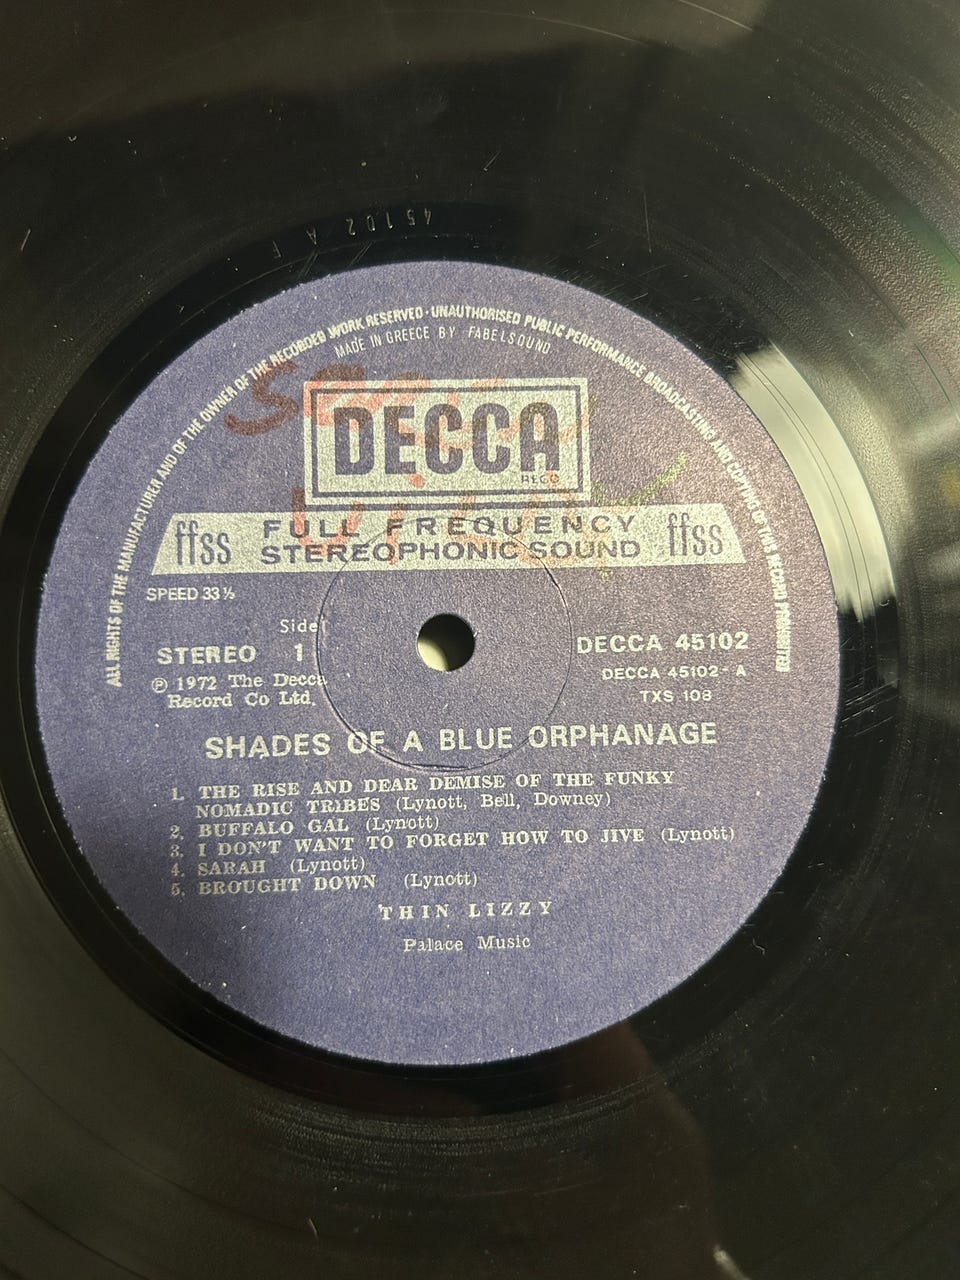 45102 A F
ALL RIGHTS OF THE MANUFACTURER AND OF THE OWNER OF THE RECORDED WORK RESERVED · UNAUTHORISED PUBLIC PERFORMANCE BROADCASTING AND COPYING OF THIS RECORD PROHIBITED
MADE IN GREECE BY FABELSOUND
DECCA
RECO
ffss FULL FREQUENCY ffss
STEREOPHONIC SOUND
SPEED 33⅓
Side
STEREO 1
℗ 1972 The Decca
Record Co Ltd.
DECCA 45102
DECCA 45102-A
TXS 108
SHADES OF A BLUE ORPHANAGE
1. THE RISE AND DEAR DEMISE OF THE FUNKY
NOMADIC TRIBES (Lynott, Bell, Downey)
2. BUFFALO GAL (Lynott)
3. I DON'T WANT TO FORGET HOW TO JIVE (Lynott)
4. SARAH (Lynott)
5. BROUGHT DOWN (Lynott)
THIN LIZZY
Palace Music